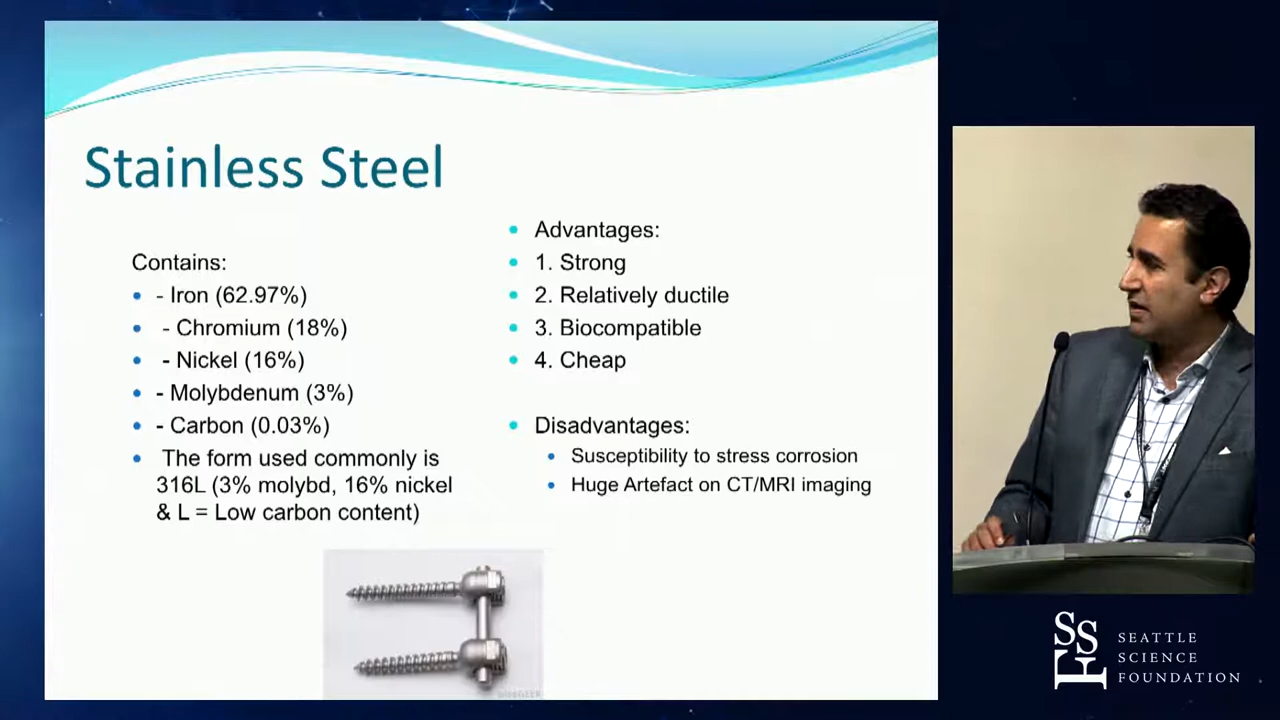 Stainless Steel
Contains:
- Iron (62.97%)
- Chromium (18%)
- Nickel (16%)
- Molybdenum (3%)
- Carbon (0.03%)
The form used commonly is
316L (3% molybd, 16% nickel
& L = Low carbon content)
Advantages:
1. Strong
2. Relatively ductile
3. Biocompatible
4. Cheap
Disadvantages:
Susceptibility to stress corrosion
Huge Artefact on CT/MRI imaging
SSF
SEATTLE
SCIENCE
FOUNDATION